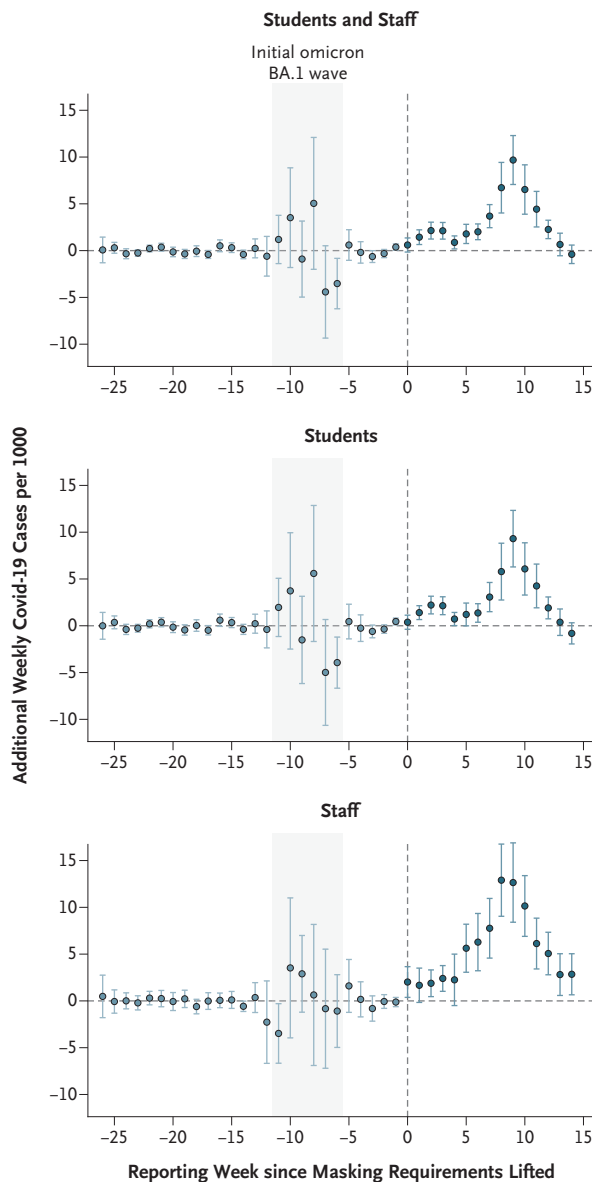 Students and Staff
Initial omicron
BA.1 wave
15
10
5
0
−5
−10
−25 −20 −15 −10 −5 0 5 10 15
Students
15
10
5
0
−5
−10
−25 −20 −15 −10 −5 0 5 10 15
Additional Weekly Covid-19 Cases per 1000
Staff
15
10
5
0
−5
−10
−25 −20 −15 −10 −5 0 5 10 15
Reporting Week since Masking Requirements Lifted